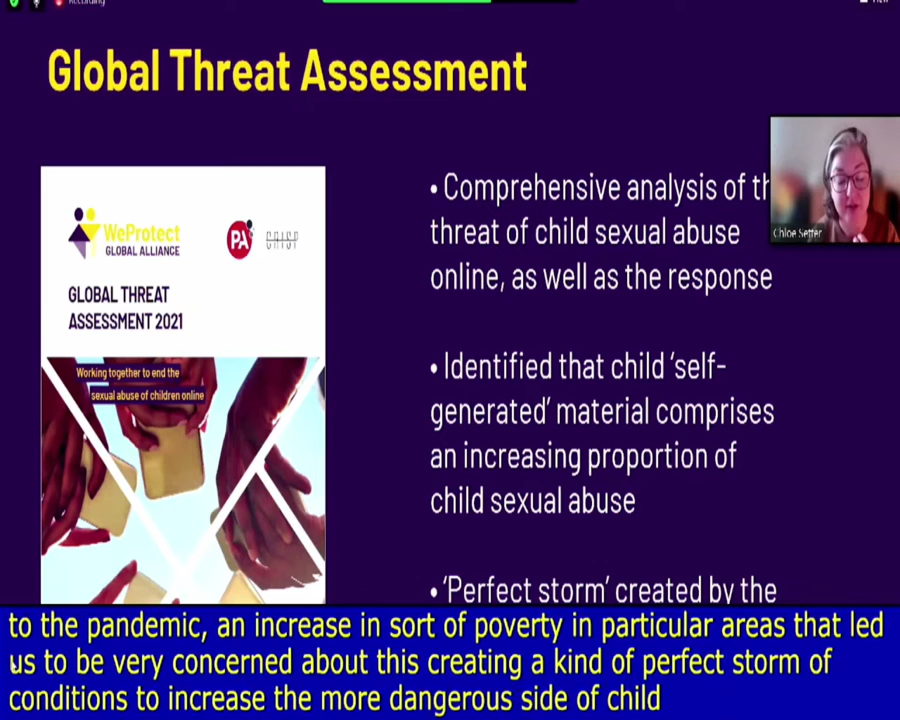 Recording
Global Threat Assessment
WeProtect
GLOBAL ALLIANCE
PA
CRISP
GLOBAL THREAT
ASSESSMENT 2021
Working together to end the
sexual abuse of children online
• Comprehensive analysis of th
threat of child sexual abuse
online, as well as the response
• Identified that child ‘self-
generated’ material comprises
an increasing proportion of
child sexual abuse
• ‘Perfect storm’ created by the
Chloe Setter
to the pandemic, an increase in sort of poverty in particular areas that led
us to be very concerned about this creating a kind of perfect storm of
conditions to increase the more dangerous side of child